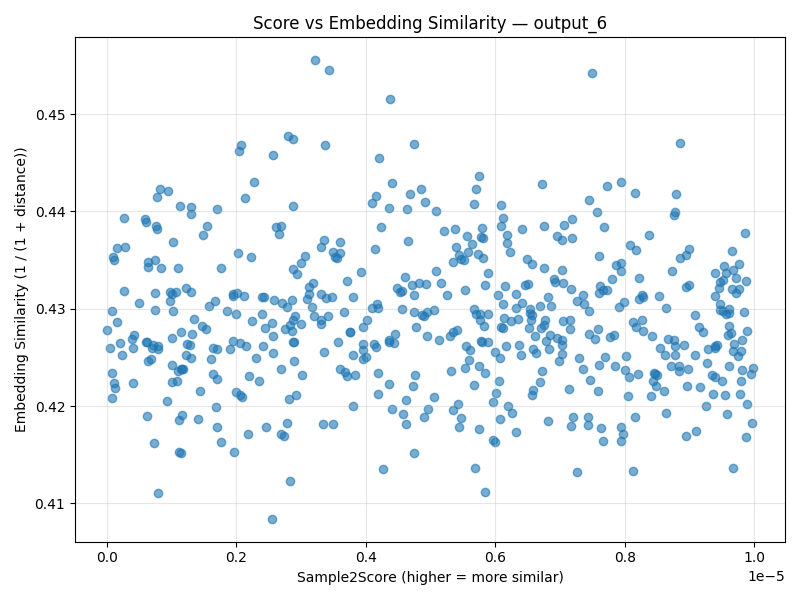 Score vs Embedding Similarity — output_6
Embedding Similarity (1 / (1 + distance))
0.45
0.44
0.43
0.42
0.41
0.0 0.2 0.4 0.6 0.8 1.0
1e−5
Sample2Score (higher = more similar)